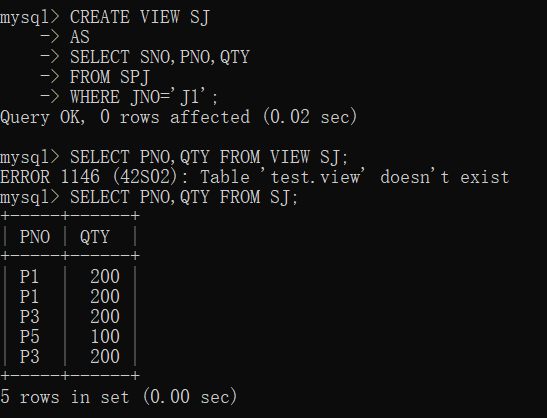 mysql> CREATE VIEW SJ
    -> AS
    -> SELECT SNO,PNO,QTY
    -> FROM SPJ
    -> WHERE JNO='J1';
Query OK, 0 rows affected (0.02 sec)

mysql> SELECT PNO,QTY FROM VIEW SJ;
ERROR 1146 (42S02): Table 'test.view' doesn't exist
mysql> SELECT PNO,QTY FROM SJ;
+-----+------+
| PNO | QTY  |
+-----+------+
| P1  |  200 |
| P1  |  200 |
| P3  |  200 |
| P5  |  100 |
| P3  |  200 |
+-----+------+
5 rows in set (0.00 sec)